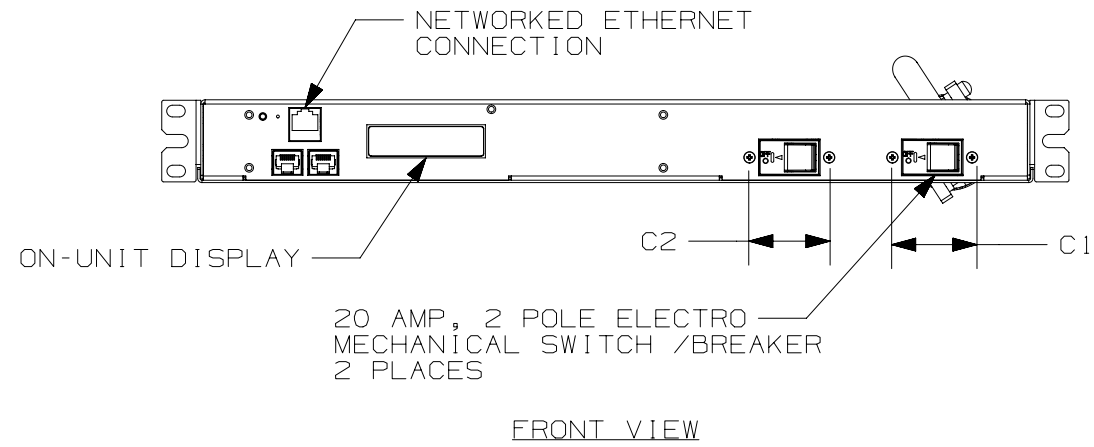 NETWORKED ETHERNET
CONNECTION
C2
C1
ON-UNIT DISPLAY
20 AMP, 2 POLE ELECTRO
MECHANICAL SWITCH /BREAKER
2 PLACES
FRONT VIEW